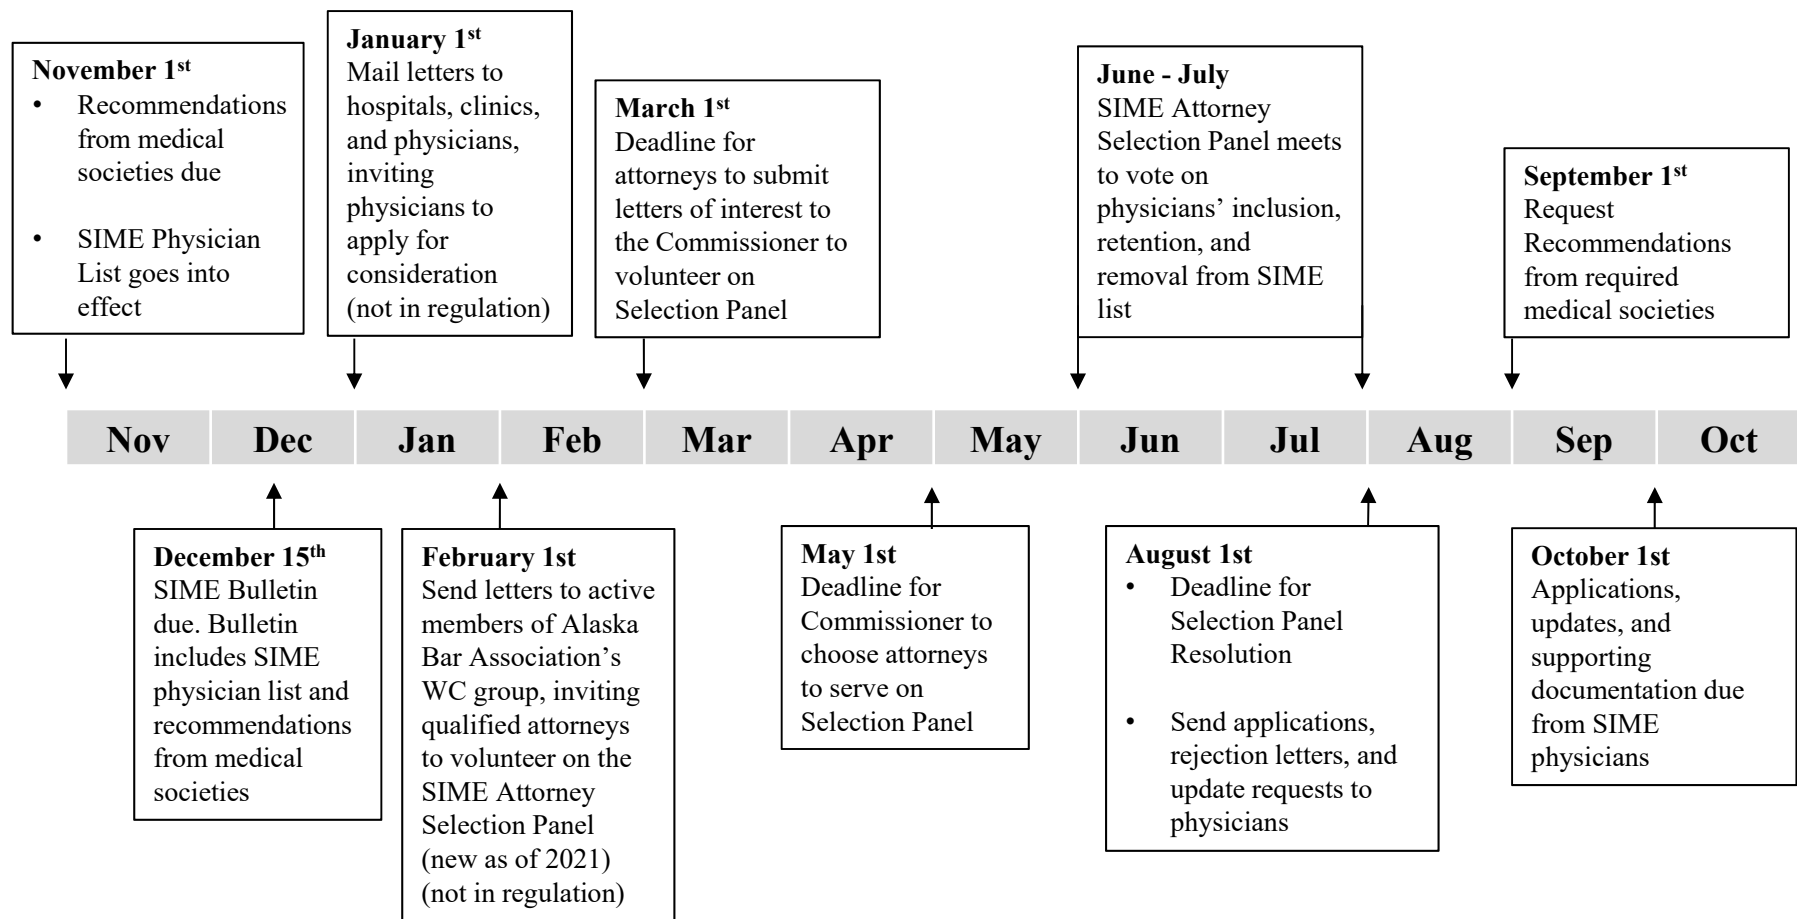 November 1st
• Recommendations
from medical
societies due
• SIME Physician
List goes into
effect
January 1st
Mail letters to
hospitals, clinics,
and physicians,
inviting
physicians to
apply for
consideration
(not in regulation)
March 1st
Deadline for
attorneys to submit
letters of interest to
the Commissioner to
volunteer on
Selection Panel
June - July
SIME Attorney
Selection Panel meets
to vote on
physicians’ inclusion,
retention, and
removal from SIME
list
September 1st
Request
Recommendations
from required
medical societies
Nov Dec Jan Feb Mar Apr May Jun Jul Aug Sep Oct
December 15th
SIME Bulletin
due. Bulletin
includes SIME
physician list and
recommendations
from medical
societies
February 1st
Send letters to active
members of Alaska
Bar Association’s
WC group, inviting
qualified attorneys
to volunteer on the
SIME Attorney
Selection Panel
(new as of 2021)
(not in regulation)
May 1st
Deadline for
Commissioner to
choose attorneys
to serve on
Selection Panel
August 1st
• Deadline for
Selection Panel
Resolution
• Send applications,
rejection letters, and
update requests to
physicians
October 1st
Applications,
updates, and
supporting
documentation due
from SIME
physicians